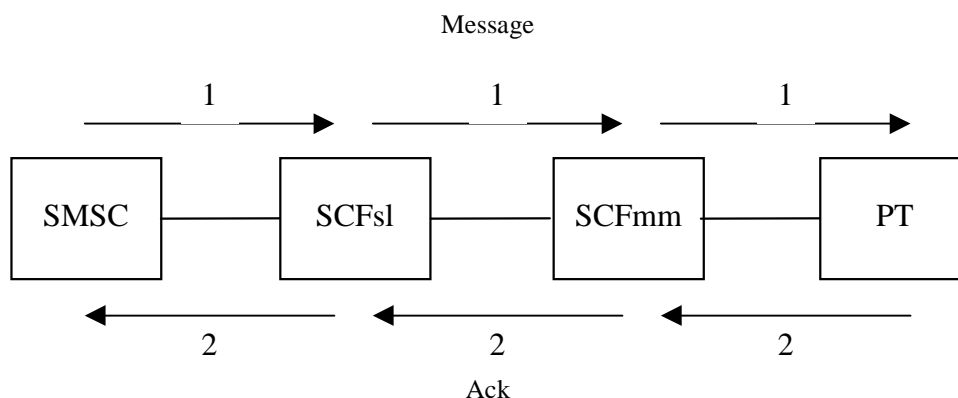 Message
1 1 1
SMSC SCFsl SCFmm PT
2 2 2
Ack